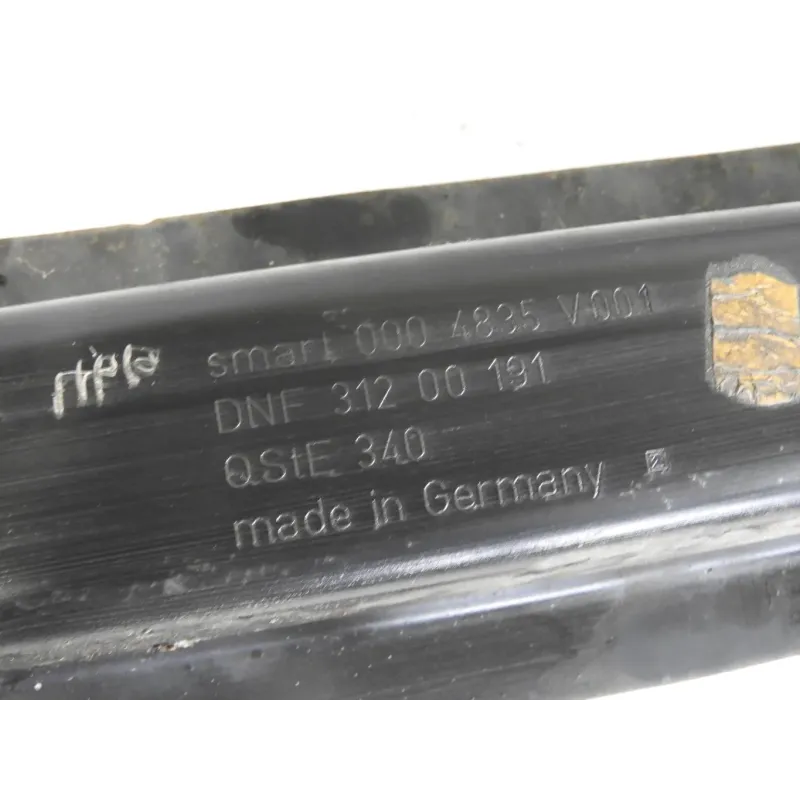 smart 000 4835 V001
DNF 312 00 191
QStE 340
made in Germany